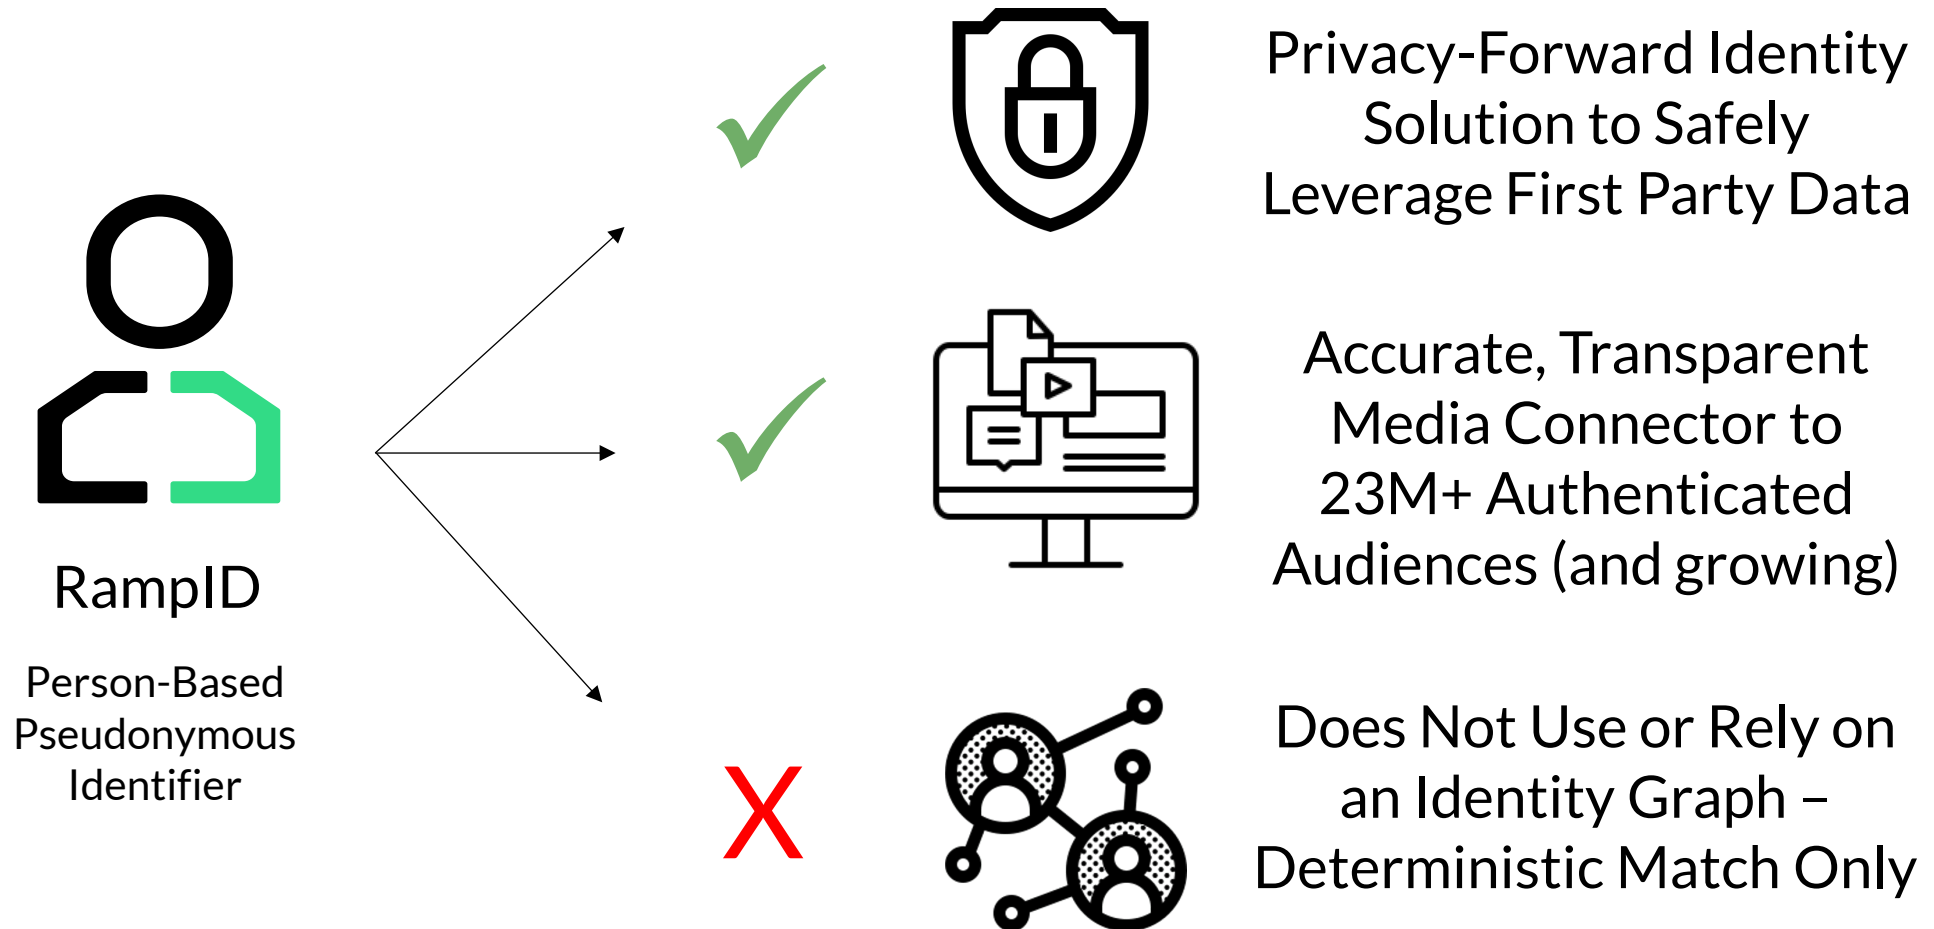 RampID
Person-Based
Pseudonymous
Identifier
Privacy-Forward Identity
Solution to Safely
Leverage First Party Data
Accurate, Transparent
Media Connector to
23M+ Authenticated
Audiences (and growing)
X
Does Not Use or Rely on
an Identity Graph –
Deterministic Match Only